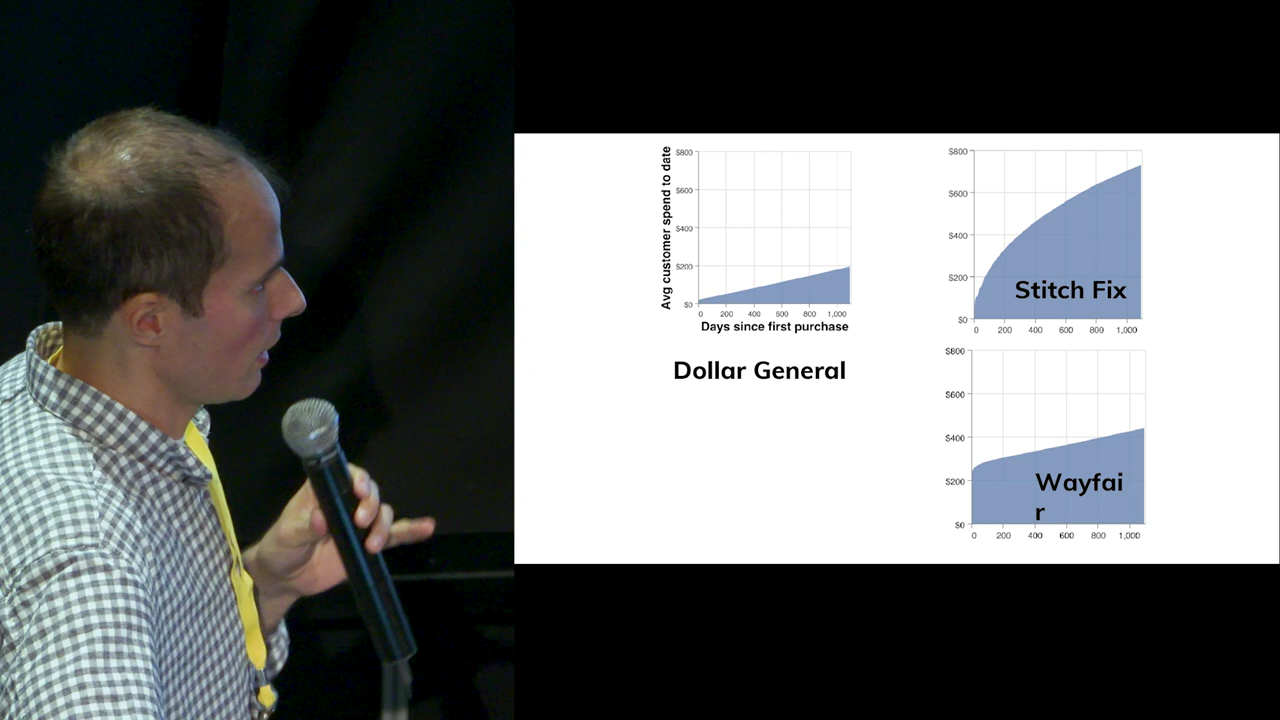 Avg customer spend to date
$800
$600
$400
$200
$0
0 200 400 600 800 1,000
Days since first purchase
Dollar General
$800
$600
$400
$200
$0
0 200 400 600 800 1,000
Stitch Fix
$800
$600
$400
$200
$0
0 200 400 600 800 1,000
Wayfai
r